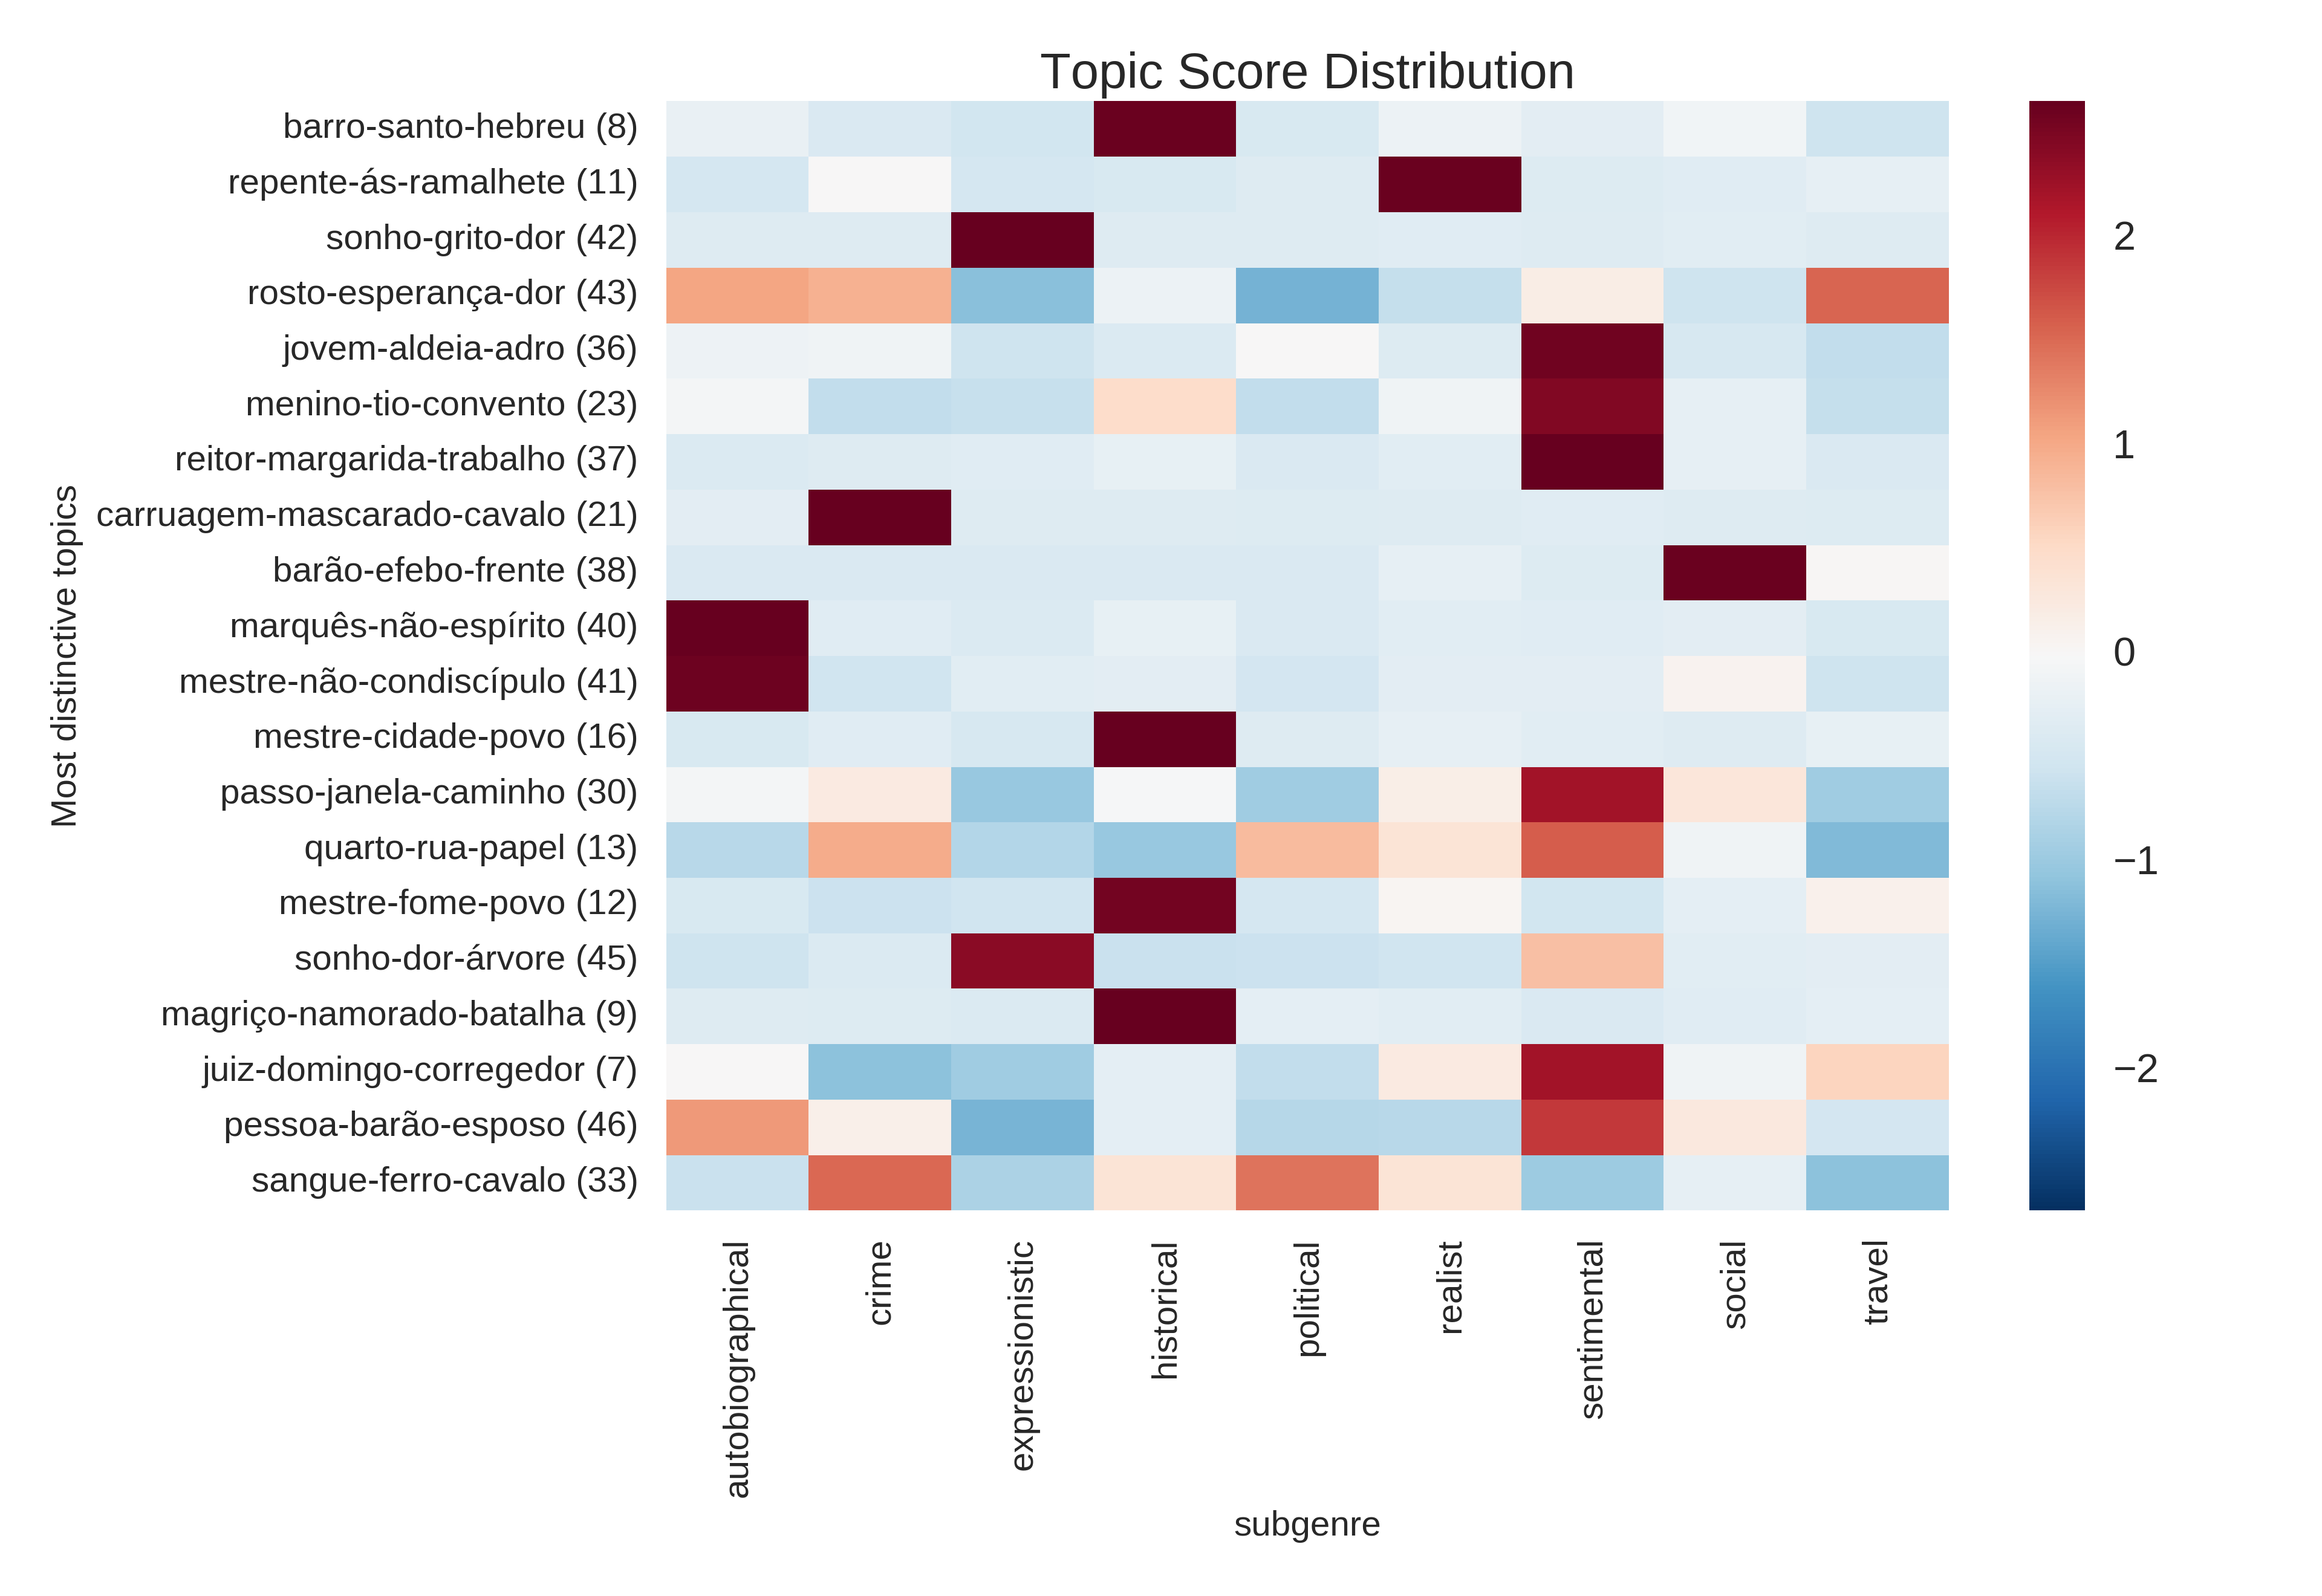 Topic Score Distribution
barro-santo-hebreu (8)
repente-ás-ramalhete (11)
sonho-grito-dor (42)
rosto-esperança-dor (43)
jovem-aldeia-adro (36)
menino-tio-convento (23)
reitor-margarida-trabalho (37)
carruagem-mascarado-cavalo (21)
barão-efebo-frente (38)
marquês-não-espírito (40)
mestre-não-condiscípulo (41)
mestre-cidade-povo (16)
passo-janela-caminho (30)
quarto-rua-papel (13)
mestre-fome-povo (12)
sonho-dor-árvore (45)
magriço-namorado-batalha (9)
juiz-domingo-corregedor (7)
pessoa-barão-esposo (46)
sangue-ferro-cavalo (33)
Most distinctive topics
autobiographical
crime
expressionistic
historical
political
realist
sentimental
social
travel
subgenre
2
1
0
−1
−2